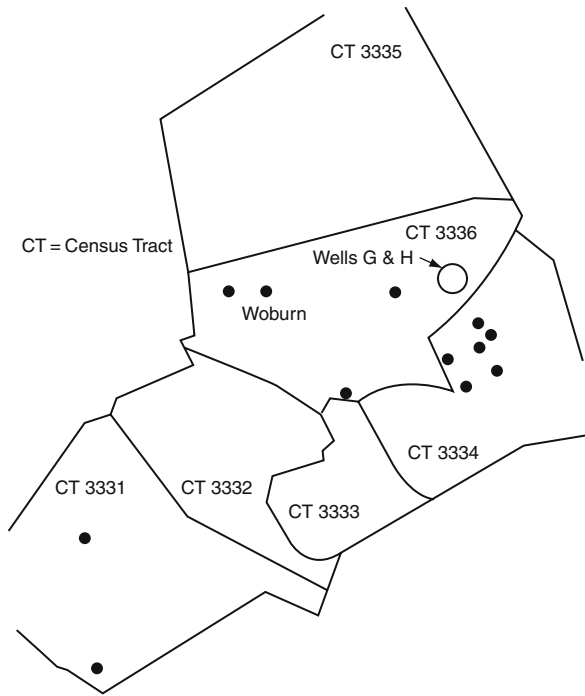 CT 3335
CT = Census Tract
CT 3336
Wells G & H
Woburn
CT 3334
CT 3331
CT 3332
CT 3333